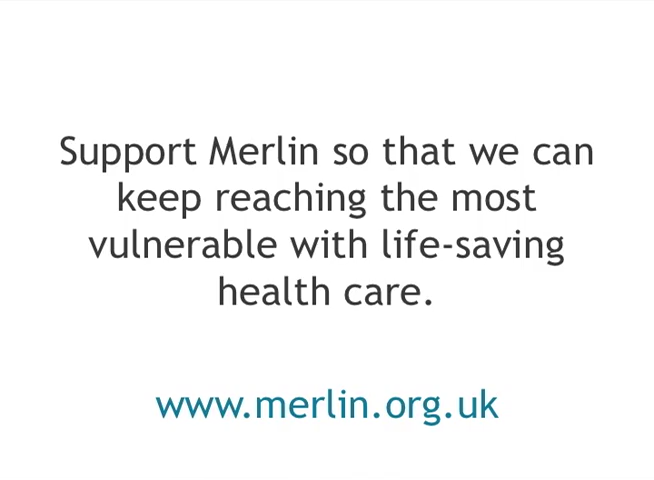 Support Merlin so that we can
keep reaching the most
vulnerable with life-saving
health care.
www.merlin.org.uk